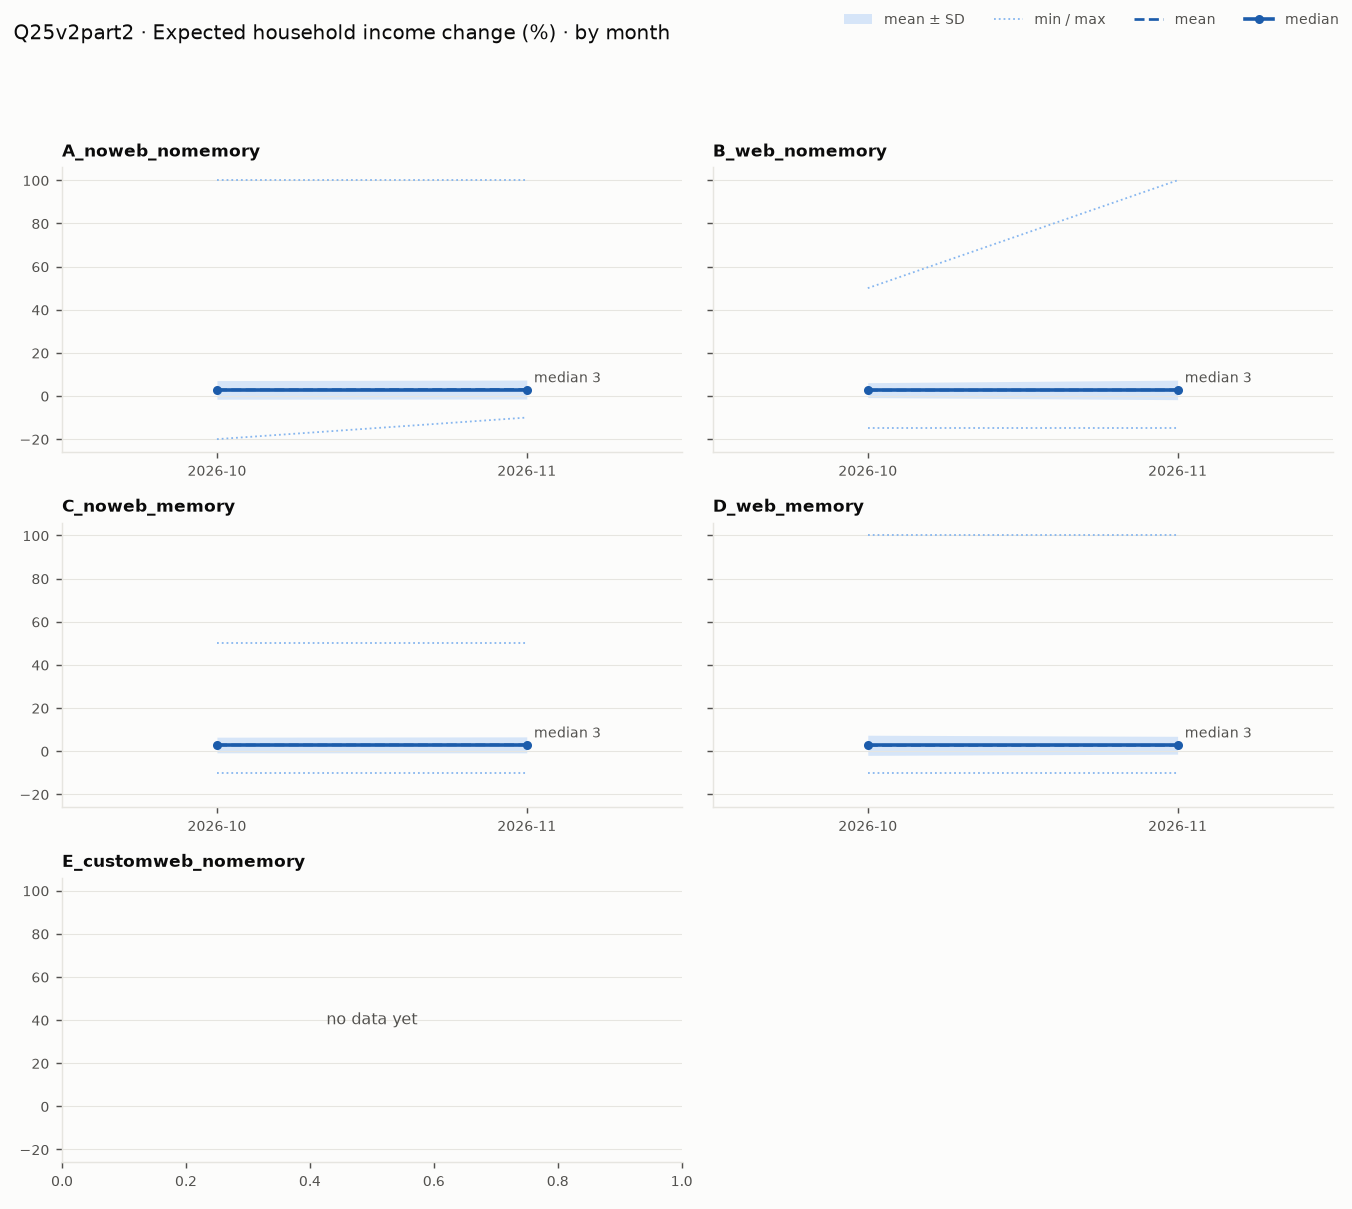 Q25v2part2 · Expected household income change (%) · by month
mean ± SD
min / max
mean
median
A_noweb_nomemory
100
80
60
40
20
0
−20
median 3
2026-10
2026-11
B_web_nomemory
median 3
2026-10
2026-11
C_noweb_memory
100
80
60
40
20
0
−20
median 3
2026-10
2026-11
D_web_memory
median 3
2026-10
2026-11
E_customweb_nomemory
100
80
60
40
20
0
−20
no data yet
0.0
0.2
0.4
0.6
0.8
1.0